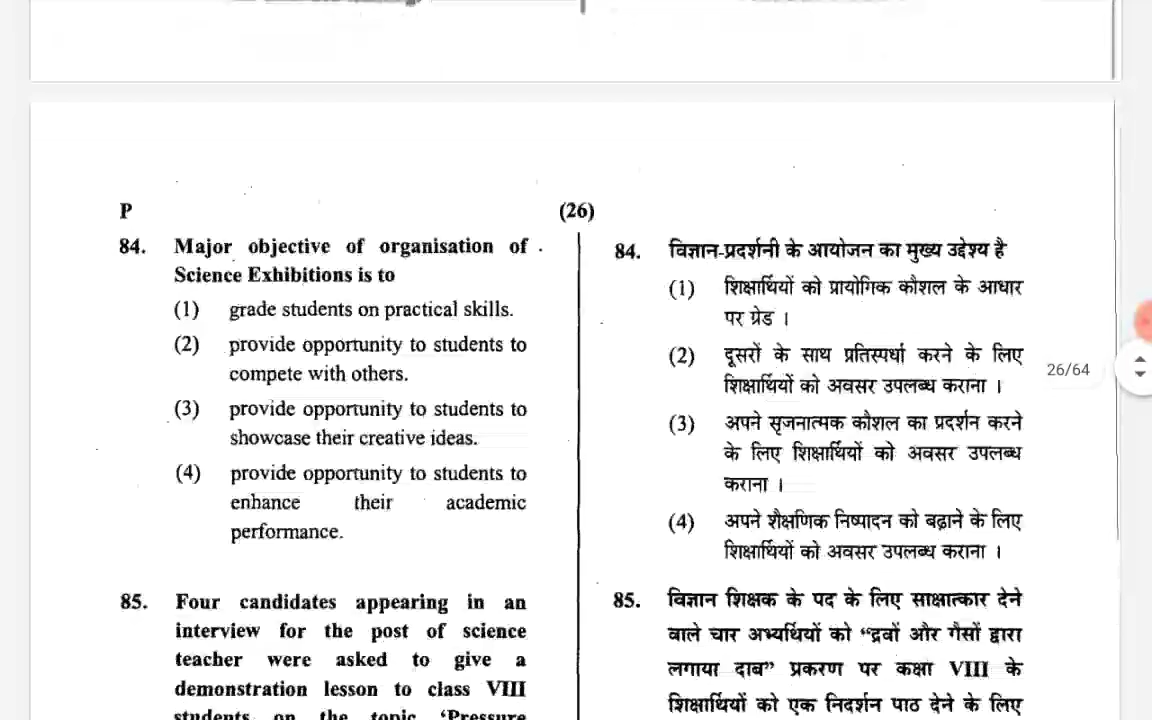 P
(26)
84. Major objective of organisation of
Science Exhibitions is to
(1) grade students on practical skills.
(2) provide opportunity to students to
compete with others.
(3) provide opportunity to students to
showcase their creative ideas.
(4) provide opportunity to students to
enhance their academic
performance.
85. Four candidates appearing in an
interview for the post of science
teacher were asked to give a
demonstration lesson to class VIII
students on the topic 'Pressure
84. विज्ञान-प्रदर्शनी के आयोजन का मुख्य उद्देश्य है
(1) शिक्षार्थियों को प्रायोगिक कौशल के आधार
पर ग्रेड ।
(2) दूसरों के साथ प्रतिस्पर्धा करने के लिए
शिक्षार्थियों को अवसर उपलब्ध कराना ।
(3) अपने सृजनात्मक कौशल का प्रदर्शन करने
के लिए शिक्षार्थियों को अवसर उपलब्ध
कराना ।
(4) अपने शैक्षणिक निष्पादन को बढ़ाने के लिए
शिक्षार्थियों को अवसर उपलब्ध कराना ।
85. विज्ञान शिक्षक के पद के लिए साक्षात्कार देने
वाले चार अभ्यर्थियों को “द्रवों और गैसों द्वारा
लगाया दाब” प्रकरण पर कक्षा VIII के
शिक्षार्थियों को एक निदर्शन पाठ देने के लिए
26/64